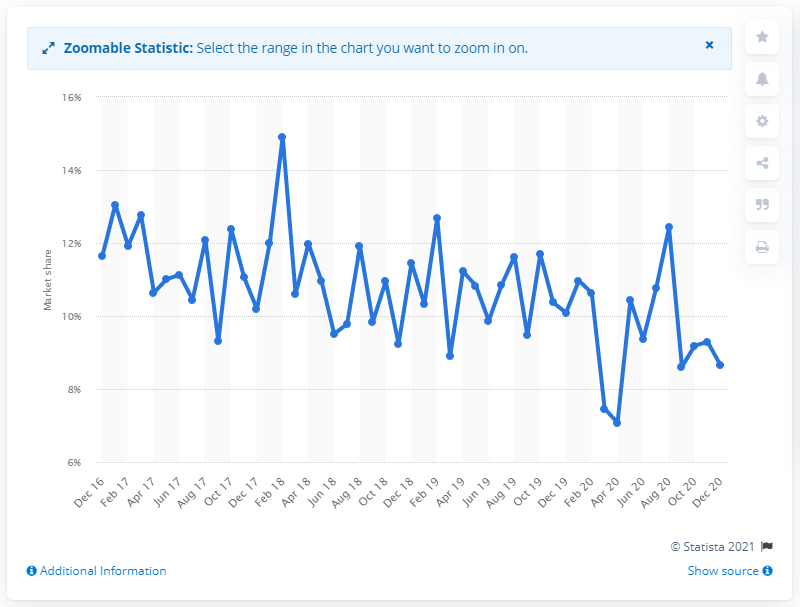 Zoomable Statistic: Select the range in the chart you want to zoom in on.
16%
14%
12%
10%
8%
6%
Market share
Dec 16
Feb 17
Apr 17
Jun 17
Aug 17
Oct 17
Dec 17
Feb 18
Apr 18
Jun 18
Aug 18
Oct 18
Dec 18
Feb 19
Apr 19
Jun 19
Aug 19
Oct 19
Dec 19
Feb 20
Apr 20
Jun 20
Aug 20
Oct 20
Dec 20
© Statista 2021
Additional Information
Show source